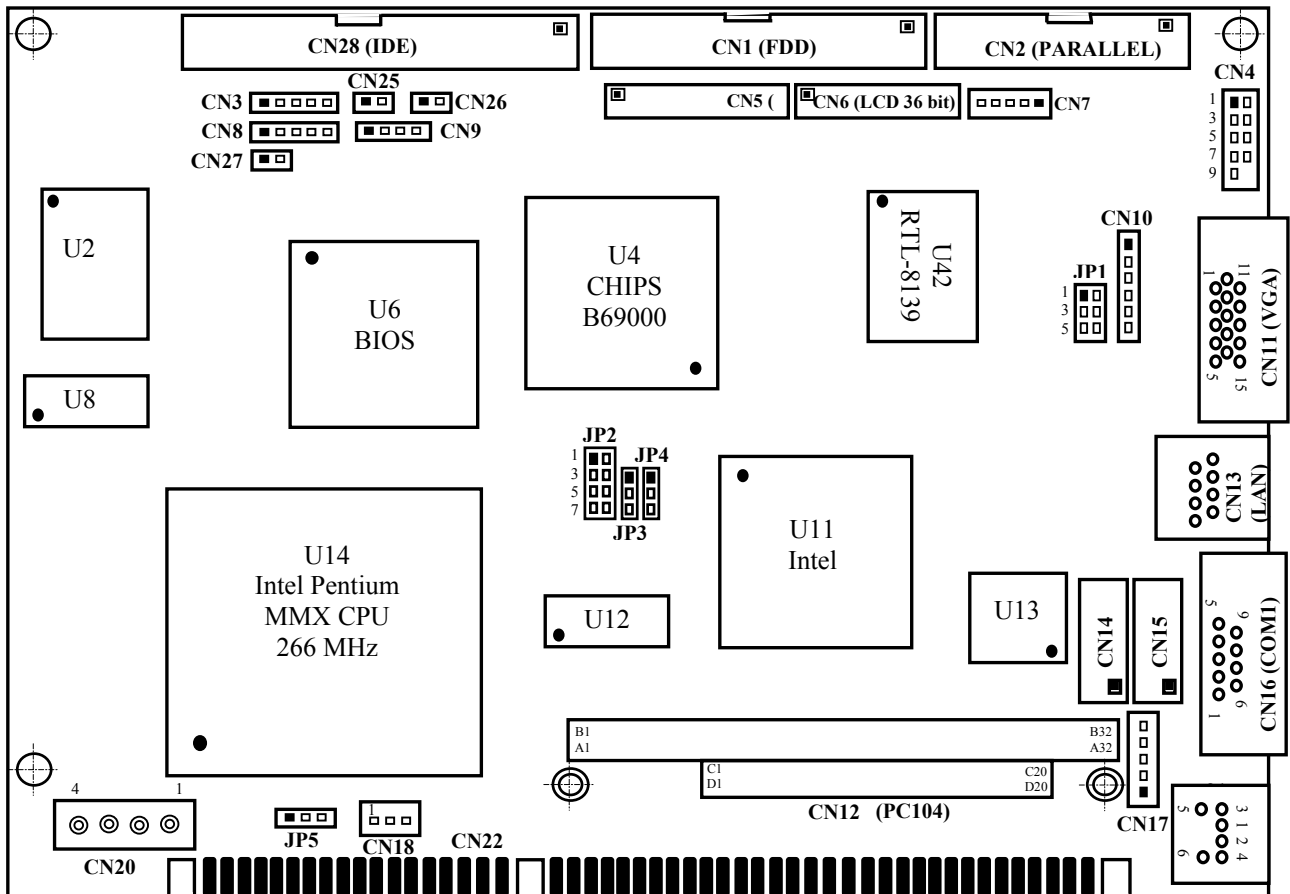 CN28 (IDE)
CN1 (FDD)
CN2 (PARALLEL)
CN4
CN25
CN3
CN26
CN5 (
CN6 (LCD 36 bit)
CN7
1
3
5
7
9
CN8
CN9
CN27
U2
U6
BIOS
U4
CHIPS
B69000
U42
RTL-8139
CN10
JP1
1
3
5
1
11
5
15
CN11 (VGA)
U8
JP2
JP4
1
3
5
7
JP3
U11
Intel
CN13
(LAN)
U14
Intel Pentium
MMX CPU
266 MHz
U12
U13
CN14
CN15
5
9
1
6
CN16 (COM1)
B1
B32
A1
A32
C1
C20
D1
D20
CN12 (PC104)
CN17
4
1
CN20
JP5
1
CN18
CN22
5
3
1
2
6
4